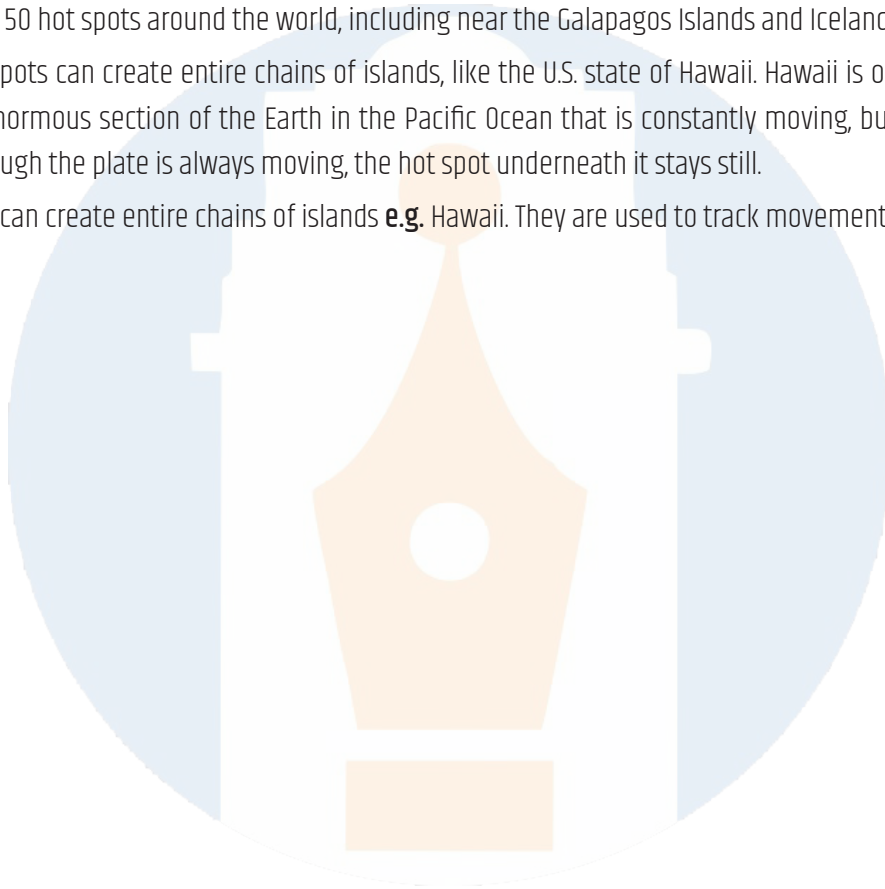 50 hot spots around the world, including near the Galapagos Islands and Iceland
pots can create entire chains of islands, like the U.S. state of Hawaii. Hawaii is o
normous section of the Earth in the Pacific Ocean that is constantly moving, bu
ugh the plate is always moving, the hot spot underneath it stays still.
can create entire chains of islands e.g. Hawaii. They are used to track movement